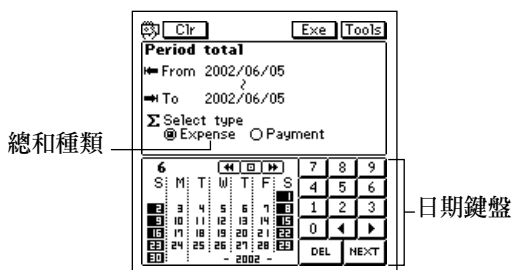 Clr Exe Tools
Period total
From 2002/06/05
~
To 2002/06/05
Σ Select type
Expense Payment
總和種類
6
7 8 9
S M T W T F S
4 5 6
1
1 2 3
2 3 4 5 6 7 8
9 10 11 12 13 14 15
0
16 17 18 19 20 21 22
23 24 25 26 27 28 29
DEL NEXT
30 - 2002 -
日期鍵盤